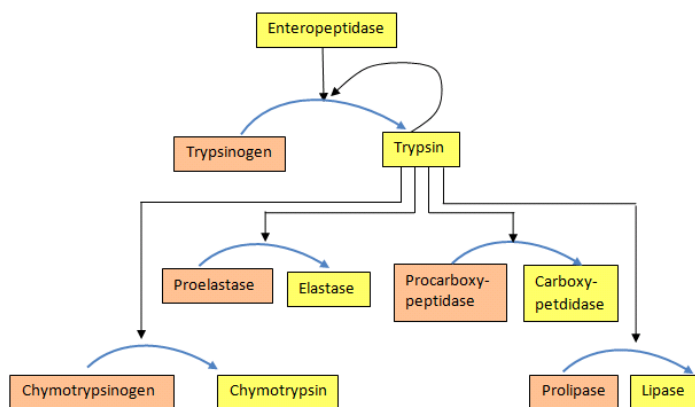 Enteropeptidase
Trypsinogen
Trypsin
Proelastase
Elastase
Procarboxy-
peptidase
Carboxy-
petdidase
Chymotrypsinogen
Chymotrypsin
Prolipase
Lipase